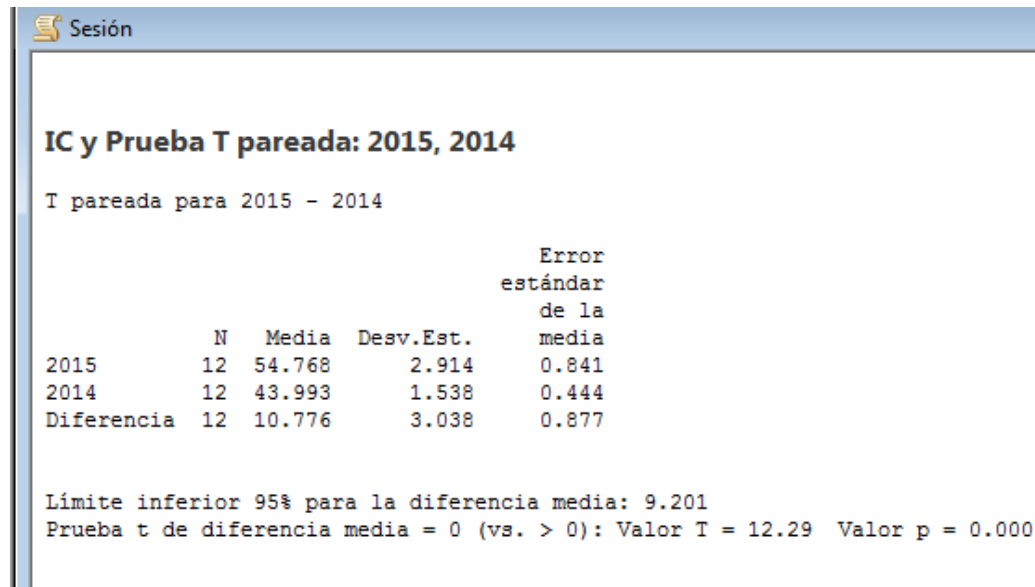 Sesión
IC y Prueba T pareada: 2015, 2014
T pareada para 2015 - 2014
Error
estándar
de la
N Media Desv.Est. media
2015 12 54.768 2.914 0.841
2014 12 43.993 1.538 0.444
Diferencia 12 10.776 3.038 0.877
Límite inferior 95% para la diferencia media: 9.201
Prueba t de diferencia media = 0 (vs. > 0): Valor T = 12.29 Valor p = 0.000